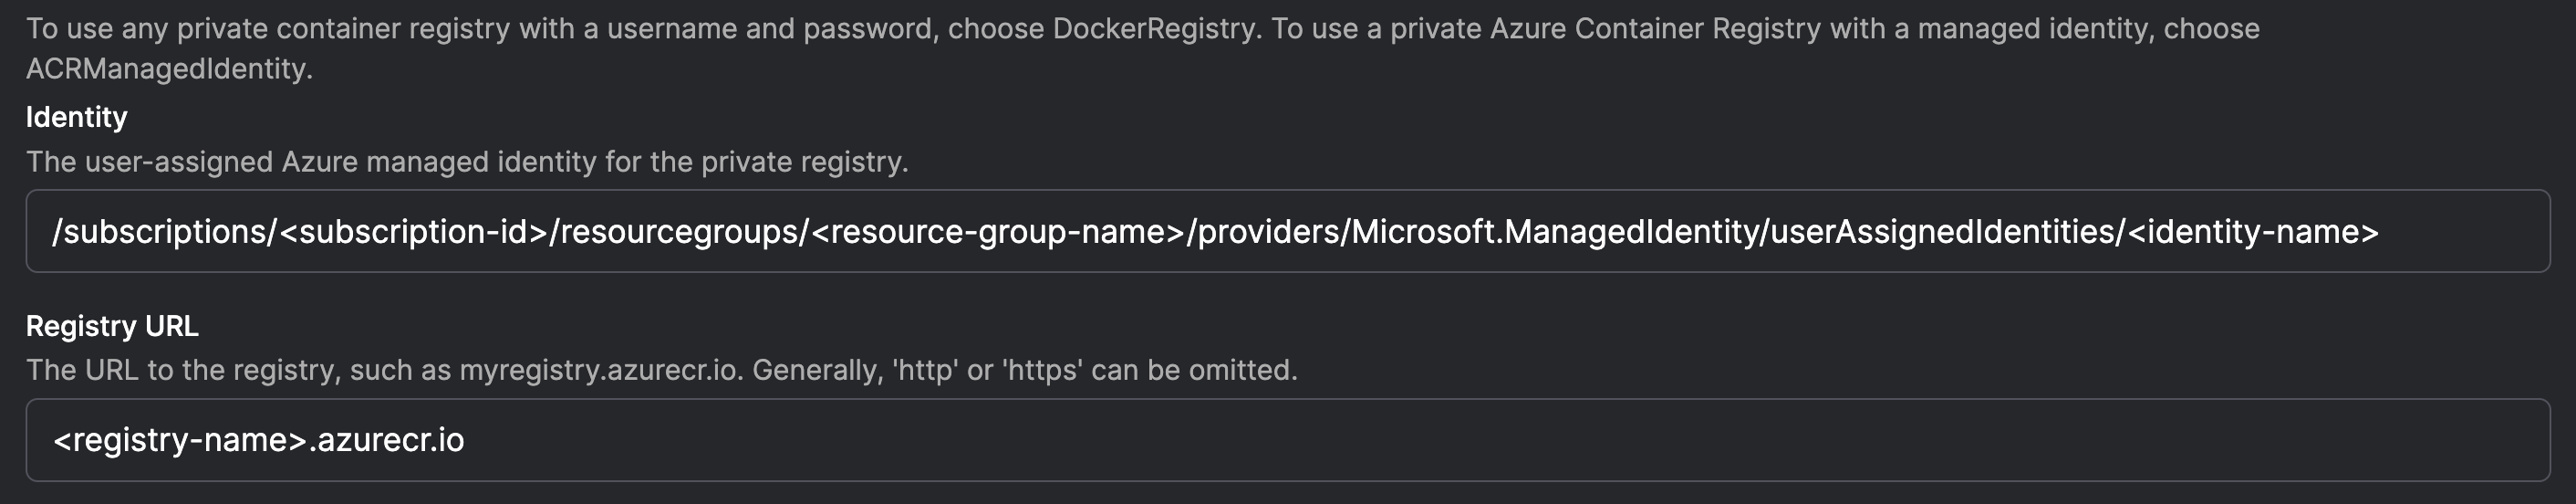 To use any private container registry with a username and password, choose DockerRegistry. To use a private Azure Container Registry with a managed identity, choose
ACRManagedIdentity.
Identity
The user-assigned Azure managed identity for the private registry.
/subscriptions/<subscription-id>/resourcegroups/<resource-group-name>/providers/Microsoft.ManagedIdentity/userAssignedIdentities/<identity-name>
Registry URL
The URL to the registry, such as myregistry.azurecr.io. Generally, 'http' or 'https' can be omitted.
<registry-name>.azurecr.io